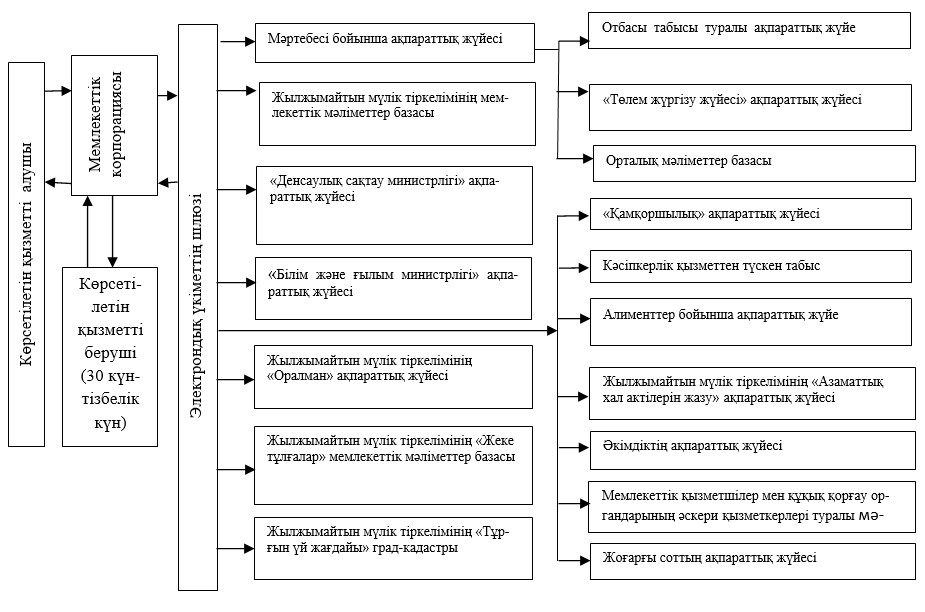 Көрсетілетін қызметті алушы
Мемлекеттік
корпорациясы
Көрсеті-
летін
қызметті
беруші
(30 күн-
тізбелік
күн)
Электрондық үкіметтің шлюзі
Мәртебесі бойынша ақпараттық жүйесі
Жылжымайтын мүлік тіркелімінің мем-
лекеттік мәліметтер базасы
«Денсаулық сақтау министрлігі» ақпа-
раттық жүйесі
«Білім және ғылым министрлігі» ақпа-
раттық жүйесі
Жылжымайтын мүлік тіркелімінің
«Оралман» ақпараттық жүйесі
Жылжымайтын мүлік тіркелімінің «Жеке
тұлғалар» мемлекеттік мәліметтер базасы
Жылжымайтын мүлік тіркелімінің «Тұр-
ғын үй жағдайы» град-кадастры
Отбасы табысы туралы ақпараттық жүйе
«Төлем жүргізу жүйесі» ақпараттық жүйесі
Орталық мәліметтер базасы
«Қамқоршылық» ақпараттық жүйесі
Кәсіпкерлік қызметтен түскен табыс
Алименттер бойынша ақпараттық жүйе
Жылжымайтын мүлік тіркелімінің «Азаматтық
хал актілерін жазу» ақпараттық жүйесі
Әкімдіктің ақпараттық жүйесі
Мемлекеттік қызметшілер мен құқық қорғау ор-
гандарының әскери қызметкерлері туралы мә-
Жоғарғы соттың ақпараттық жүйесі